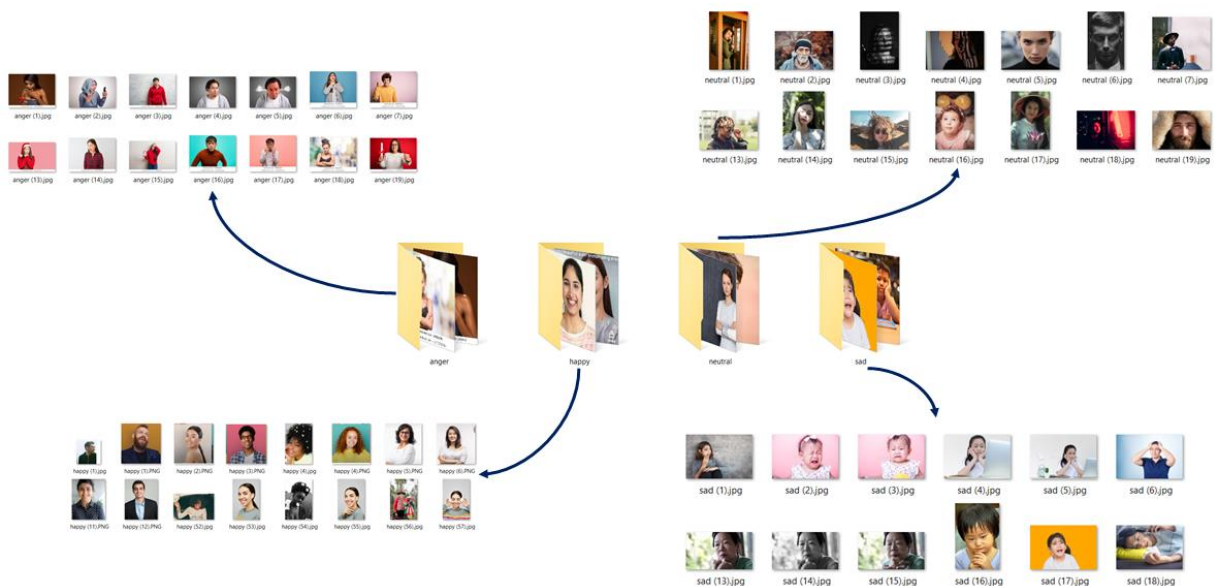 anger (1).jpg anger (2).jpg anger (3).jpg anger (4).jpg anger (5).jpg anger (6).jpg anger (7).jpg
anger (13).jpg anger (14).jpg anger (15).jpg anger (16).jpg anger (17).jpg anger (18).jpg anger (19).jpg
neutral (1).jpg neutral (2).jpg neutral (3).jpg neutral (4).jpg neutral (5).jpg neutral (6).jpg neutral (7).jpg
neutral (13).jpg neutral (14).jpg neutral (15).jpg neutral (16).jpg neutral (17).jpg neutral (18).jpg neutral (19).jpg
anger happy neutral sad
happy (1).jpg happy (1).PNG happy (2).PNG happy (3).PNG happy (4).jpg happy (4).PNG happy (5).PNG happy (6).PNG
happy (11).PNG happy (12).PNG happy (52).jpg happy (53).jpg happy (54).jpg happy (55).jpg happy (56).jpg happy (57).jpg
sad (1).jpg sad (2).jpg sad (3).jpg sad (4).jpg sad (5).jpg sad (6).jpg
sad (13).jpg sad (14).jpg sad (15).jpg sad (16).jpg sad (17).jpg sad (18).jpg